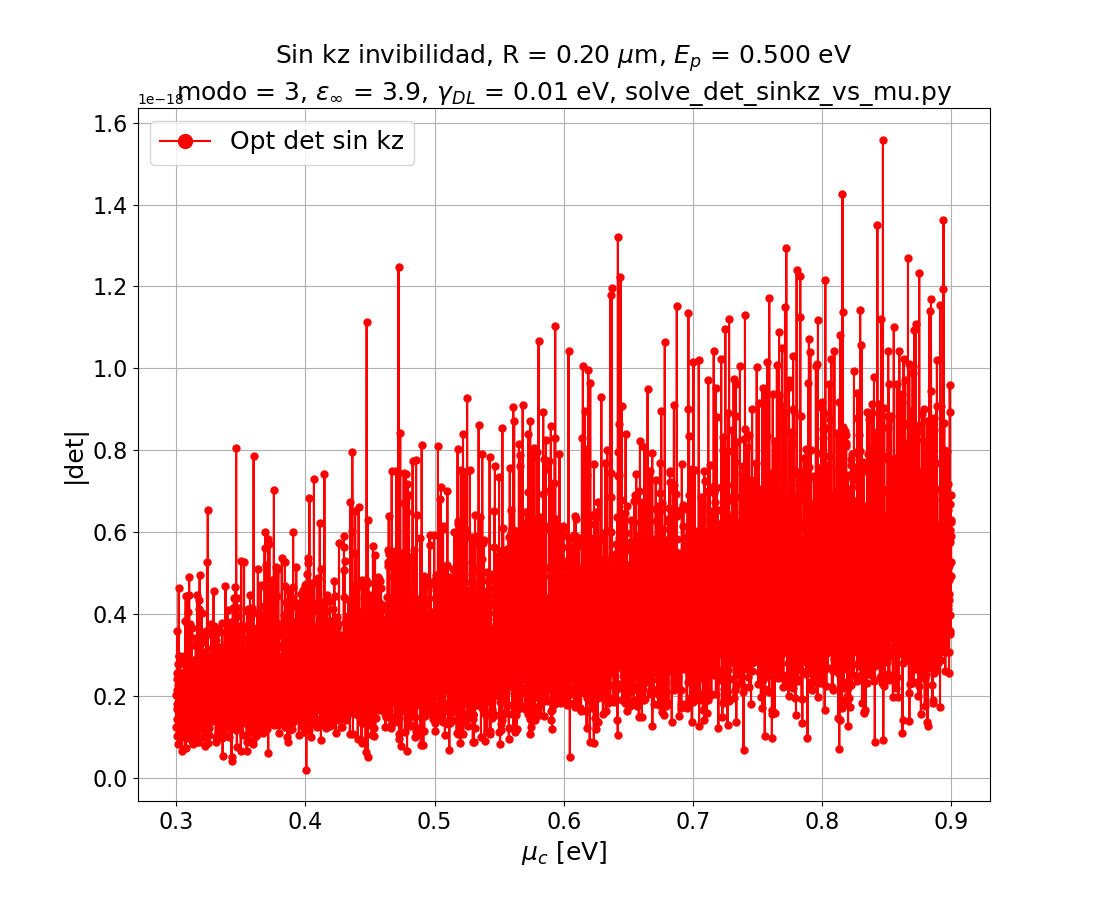 Sin kz invibilidad, R = 0.20 μm, E_p = 0.500 eV
modo = 3, ε_∞ = 3.9, γ_DL = 0.01 eV, solve_det_sinkz_vs_mu.py
1e−18
Opt det sin kz
1.6
1.4
1.2
1.0
0.8
0.6
0.4
0.2
0.0
|det|
0.3 0.4 0.5 0.6 0.7 0.8 0.9
μ_c [eV]